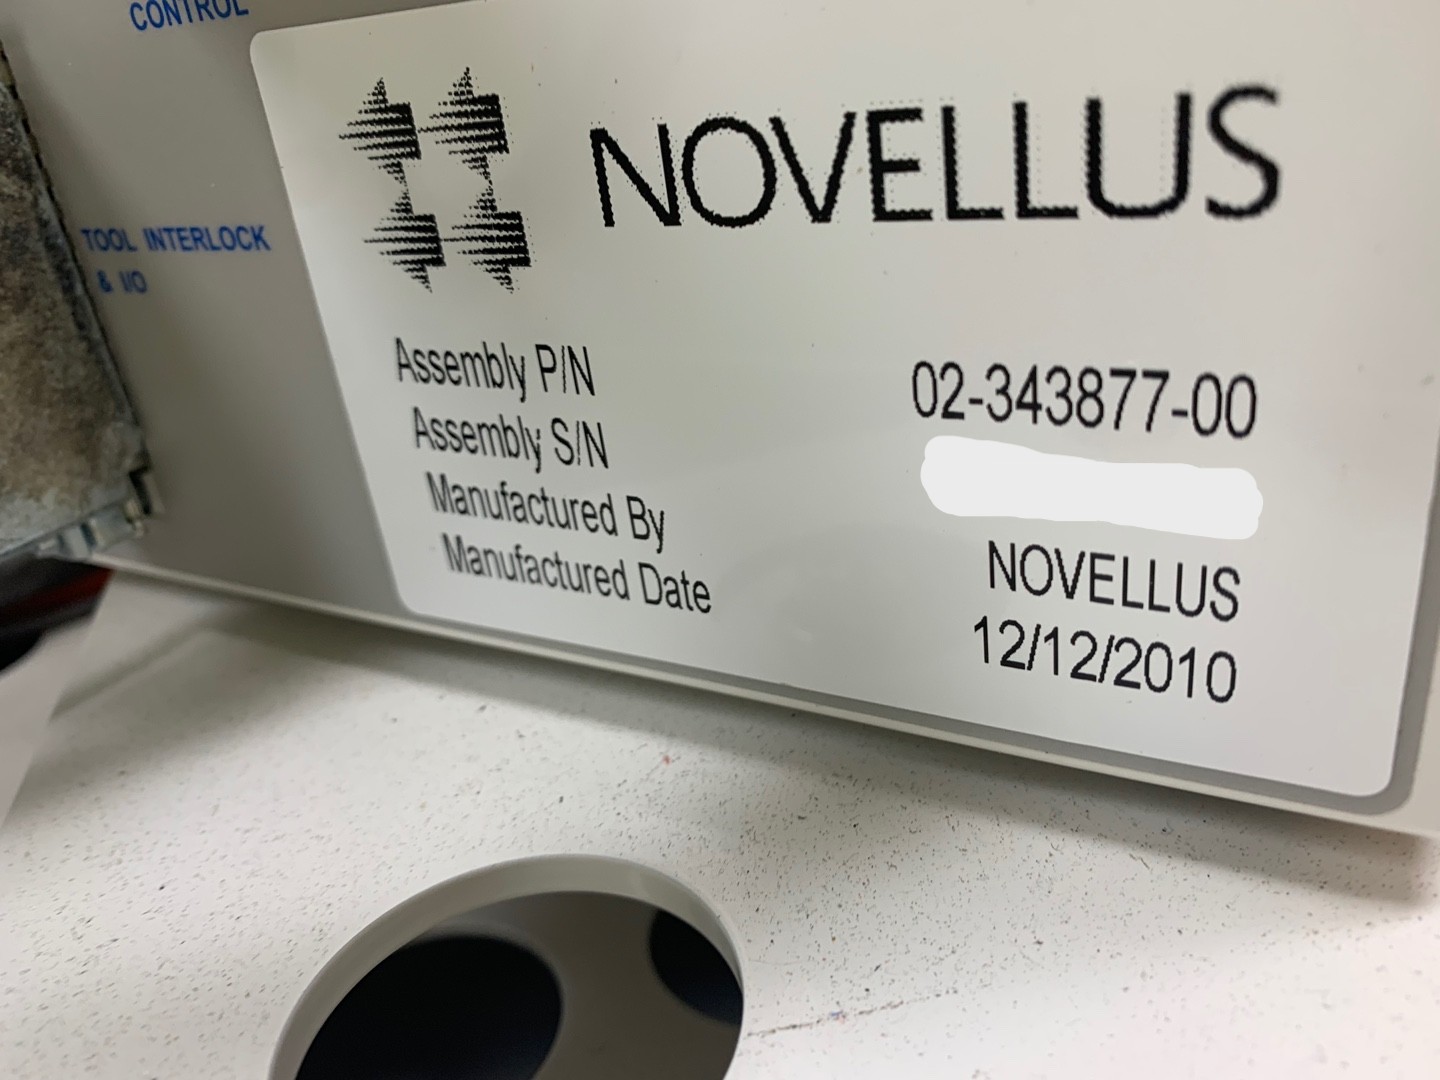 CONTROL
TOOL INTERLOCK
& I/O
NOVELLUS
Assembly P/N 02-343877-00
Assembly S/N
Manufactured By NOVELLUS
Manufactured Date 12/12/2010